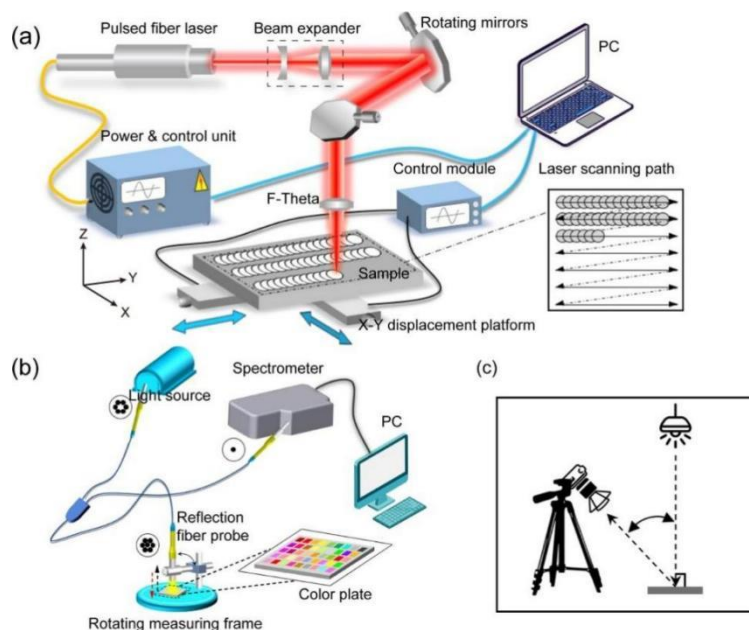 (a)
Pulsed fiber laser
Beam expander
Rotating mirrors
PC
Power & control unit
Control module
Laser scanning path
F-Theta
Z
Y
X
Sample
X-Y displacement platform
(b)
Light source
Spectrometer
PC
Reflection
fiber probe
Color plate
Rotating measuring frame
(c)